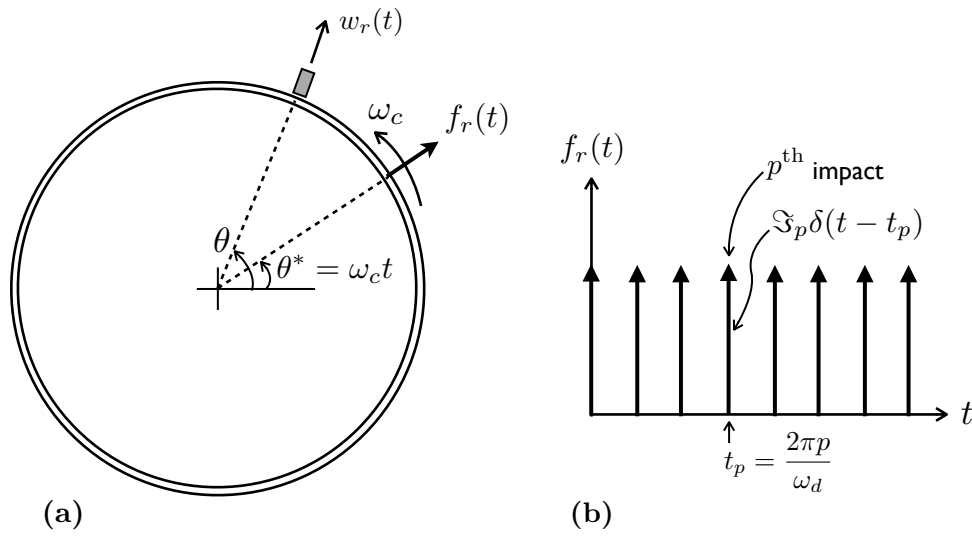 w_r(t)
ω_c
f_r(t)
θ
θ* = ω_c t
(a)
f_r(t)
p^th impact
ℑ_p δ(t − t_p)
t
t_p = 2πp/ω_d
(b)